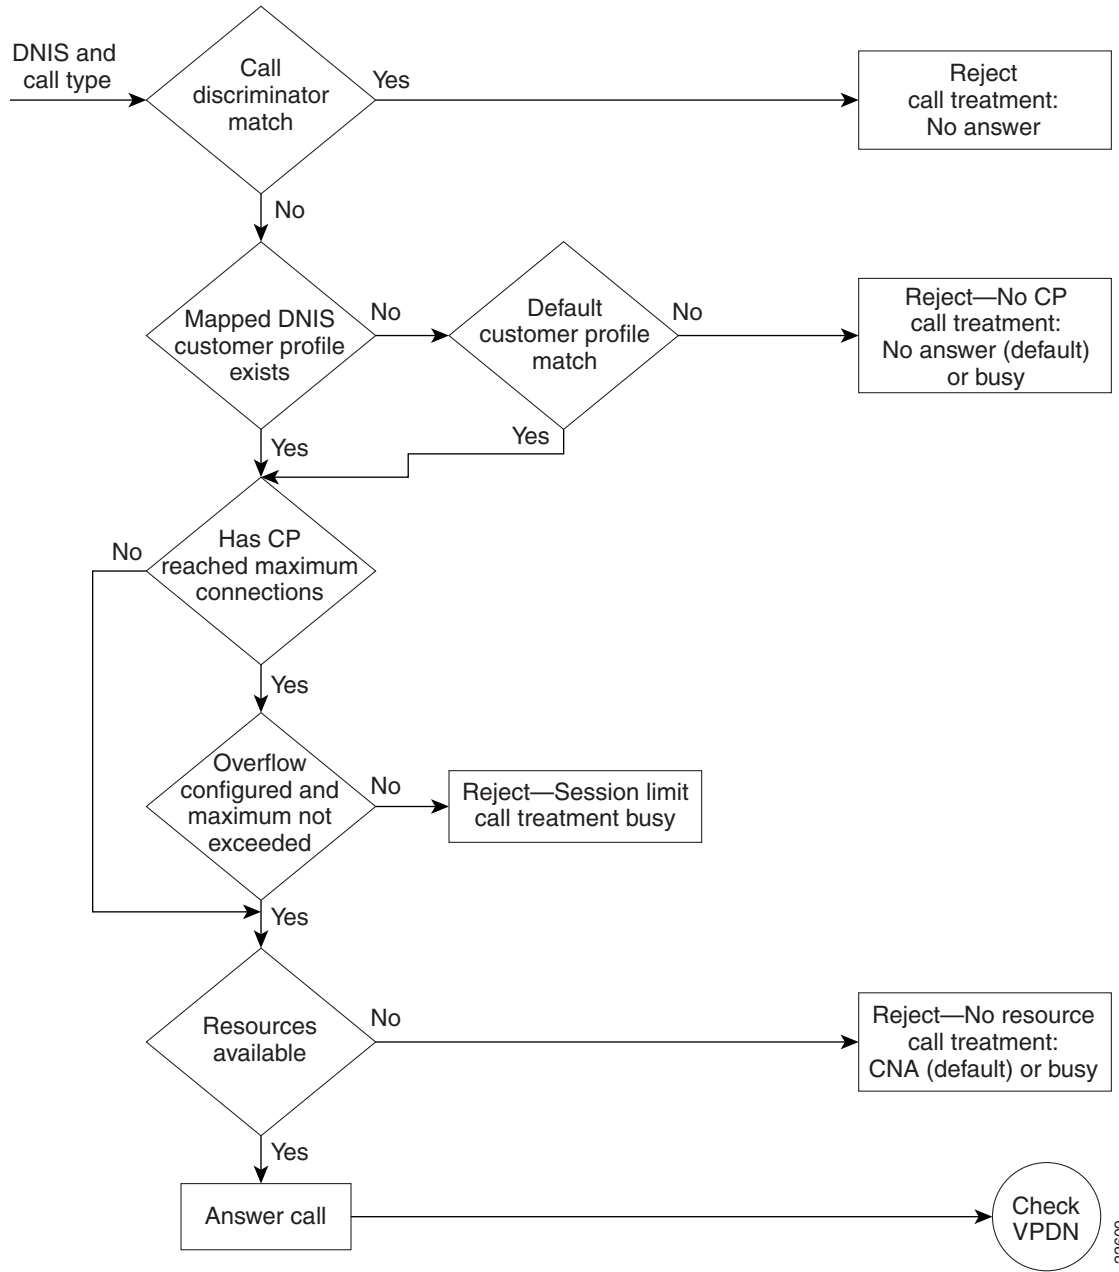 DNIS and
call type
Call
discriminator
match
Yes
Reject
call treatment:
No answer
No
Mapped DNIS
customer profile
exists
No
Default
customer profile
match
No
Reject—No CP
call treatment:
No answer (default)
or busy
Yes
Yes
Has CP
reached maximum
connections
No
Yes
Overflow
configured and
maximum not
exceeded
No
Reject—Session limit
call treatment busy
Yes
Resources
available
No
Reject—No resource
call treatment:
CNA (default) or busy
Yes
Answer call
Check
VPDN